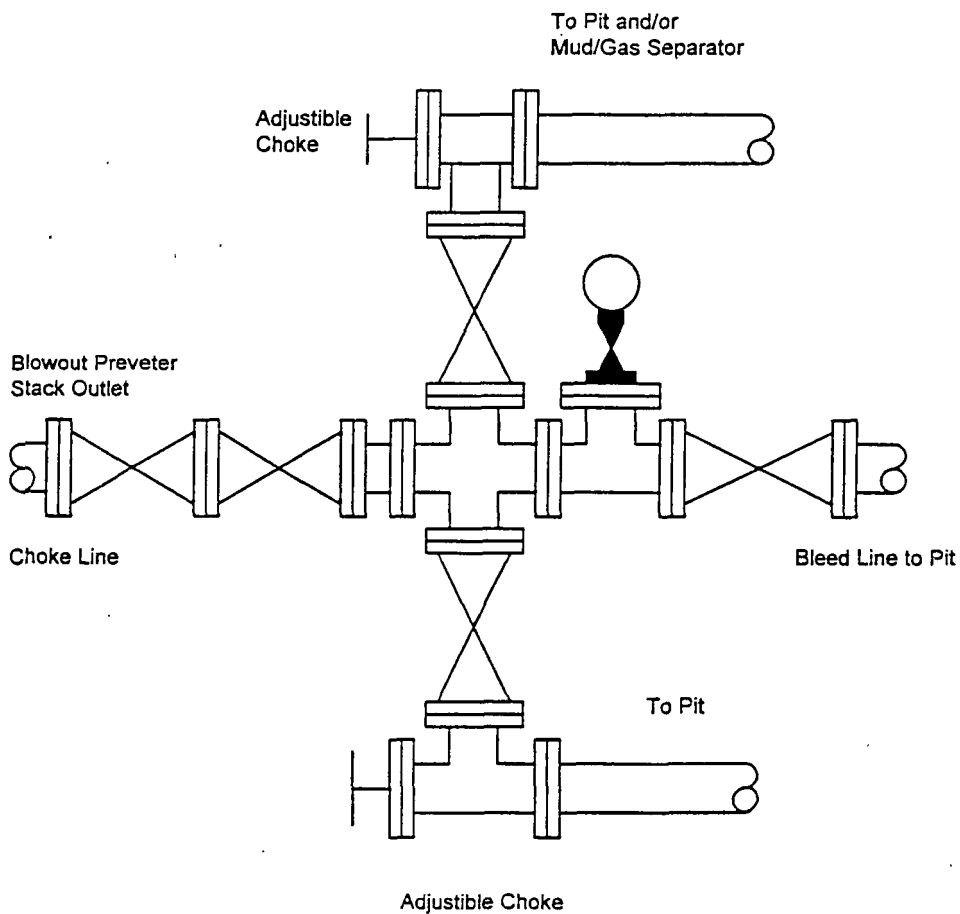 To Pit and/or
Mud/Gas Separator
Adjustible
Choke
Blowout Preveter
Stack Outlet
Choke Line
Bleed Line to Pit
To Pit
Adjustible Choke